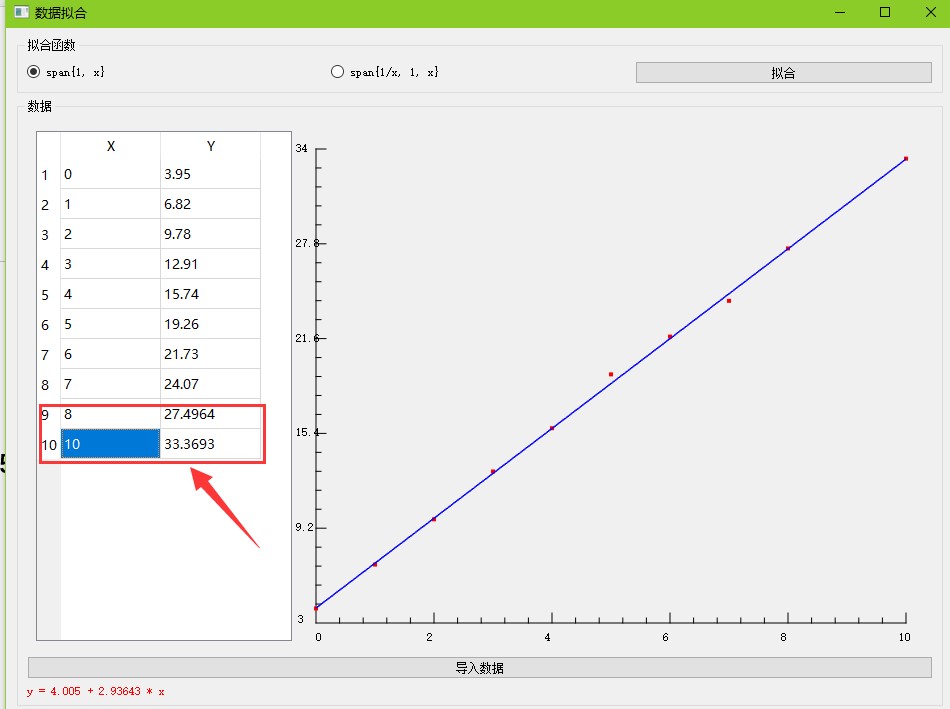 数据拟合
拟合函数
span{1, x}
span{1/x, 1, x}
拟合
数据
X Y
1 0 3.95
2 1 6.82
3 2 9.78
4 3 12.91
5 4 15.74
6 5 19.26
7 6 21.73
8 7 24.07
9 8 27.4964
10 10 33.3693
34
27.8
21.6
15.4
9.2
3
0 2 4 6 8 10
导入数据
y = 4.005 + 2.93643 * x